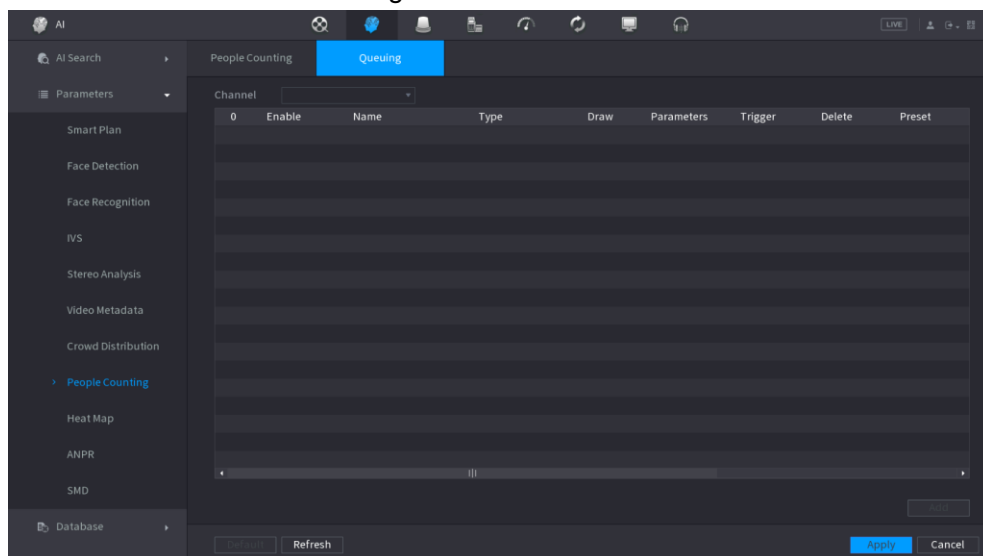 AI
LIVE
AI Search
People Counting
Queuing
Parameters
Channel
0 Enable Name Type Draw Parameters Trigger Delete Preset
Smart Plan
Face Detection
Face Recognition
IVS
Stereo Analysis
Video Metadata
Crowd Distribution
People Counting
Heat Map
ANPR
SMD
Add
Database
Default Refresh Apply Cancel